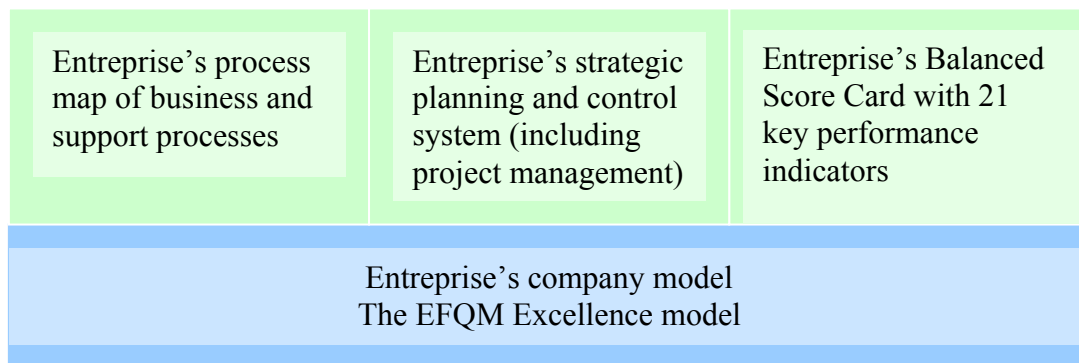 Entreprise’s process
map of business and
support processes
Entreprise’s strategic
planning and control
system (including
project management)
Entreprise’s Balanced
Score Card with 21
key performance
indicators
Entreprise’s company model
The EFQM Excellence model